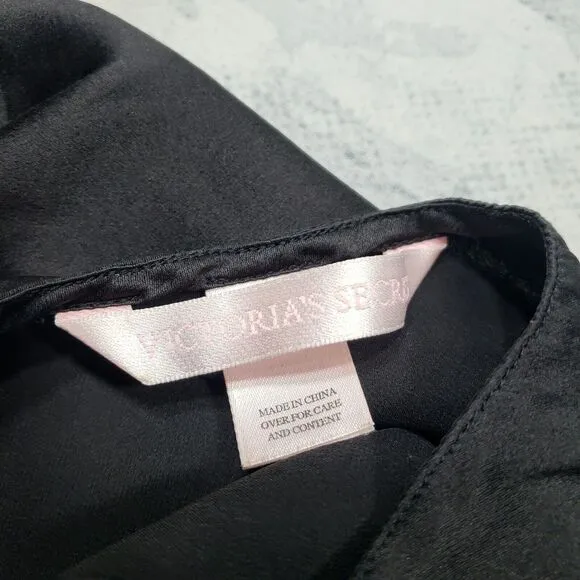 VICTORIA'S SECRET
MADE IN CHINA
OVER FOR CARE
AND CONTENT